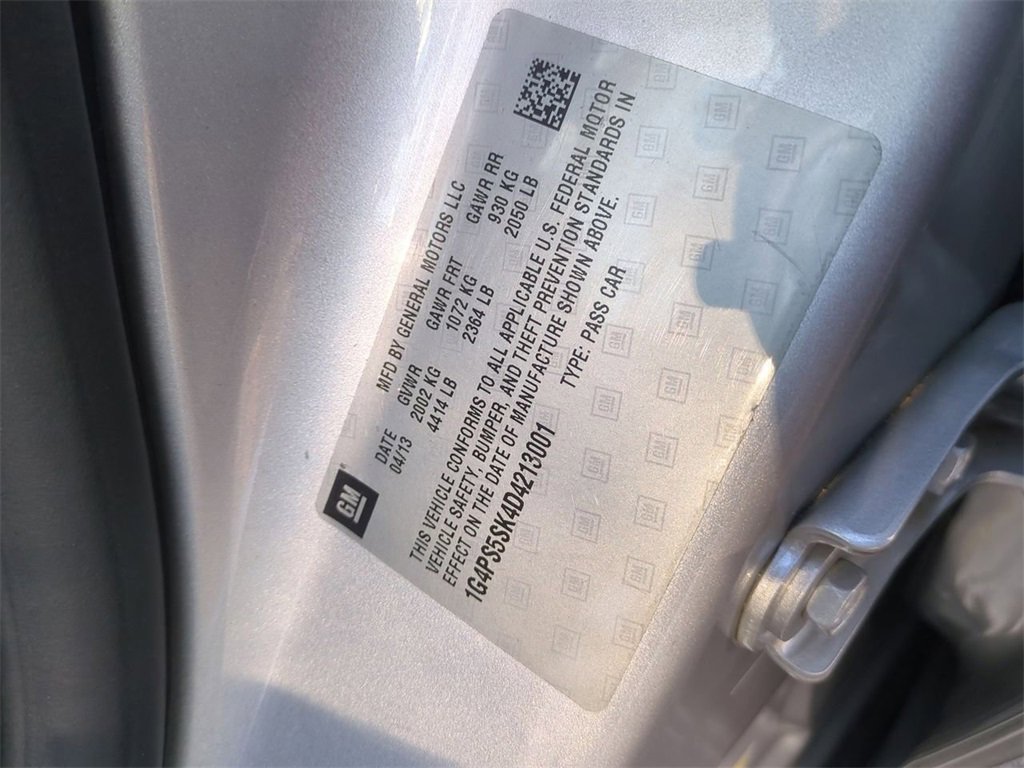 GM
MFD BY GENERAL MOTORS LLC
DATE GVWR GAWR FRT GAWR RR
04/13 2002 KG 1072 KG 930 KG
4414 LB 2364 LB 2050 LB
THIS VEHICLE CONFORMS TO ALL APPLICABLE U.S. FEDERAL MOTOR
VEHICLE SAFETY, BUMPER, AND THEFT PREVENTION STANDARDS IN
EFFECT ON THE DATE OF MANUFACTURE SHOWN ABOVE.
1G4PS5SK4D4213001 TYPE: PASS CAR